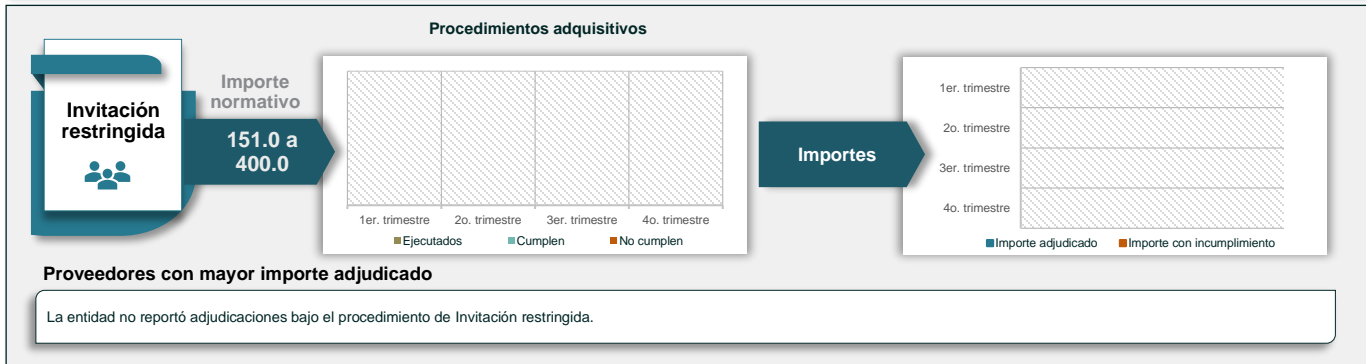 Procedimientos adquisitivos
Invitación
restringida
Importe
normativo
151.0 a
400.0
1er. trimestre
2o. trimestre
3er. trimestre
4o. trimestre
Ejecutados
Cumplen
No cumplen
Importes
1er. trimestre
2o. trimestre
3er. trimestre
4o. trimestre
Importe adjudicado
Importe con incumplimiento
Proveedores con mayor importe adjudicado
La entidad no reportó adjudicaciones bajo el procedimiento de Invitación restringida.